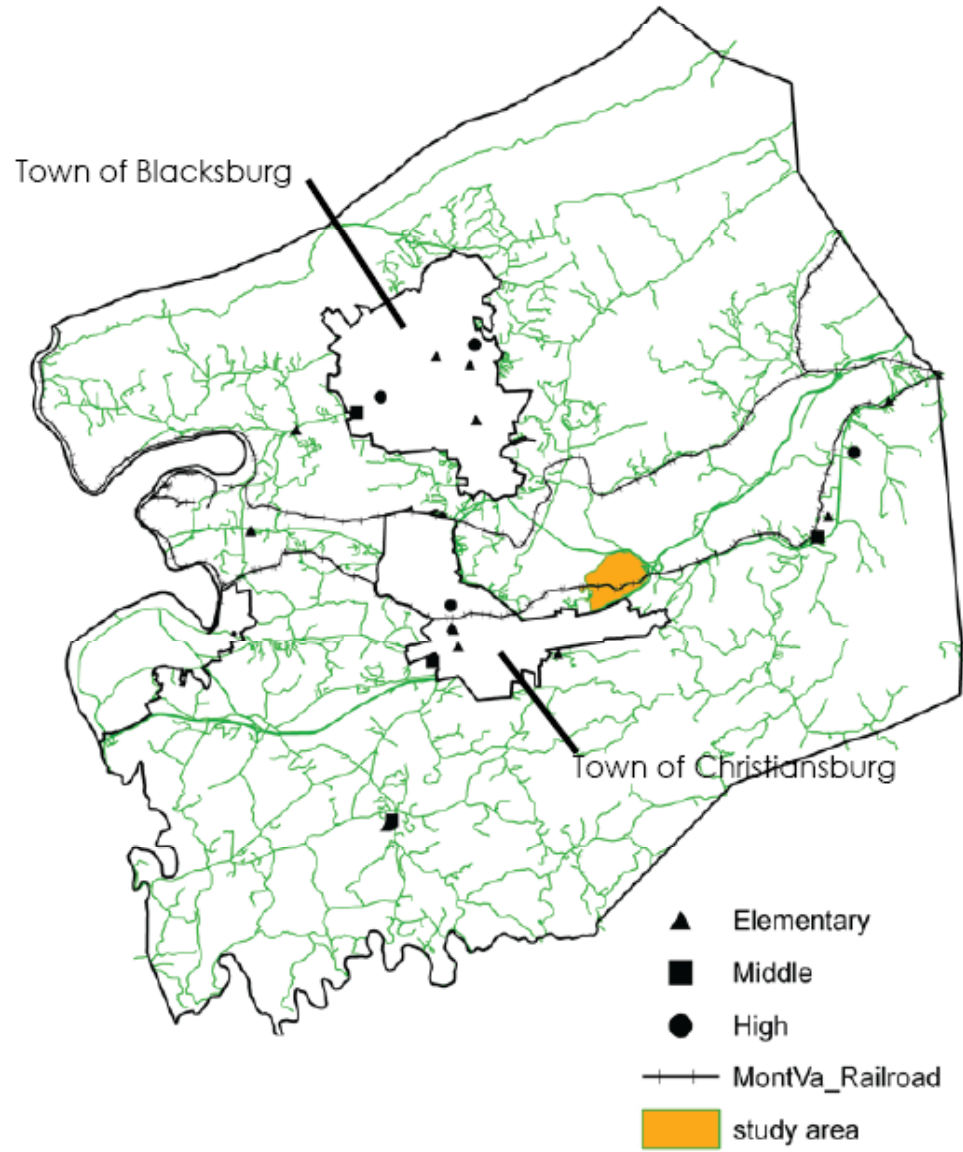 Town of Blacksburg
Town of Christiansburg
Elementary
Middle
High
MontVa_Railroad
study area